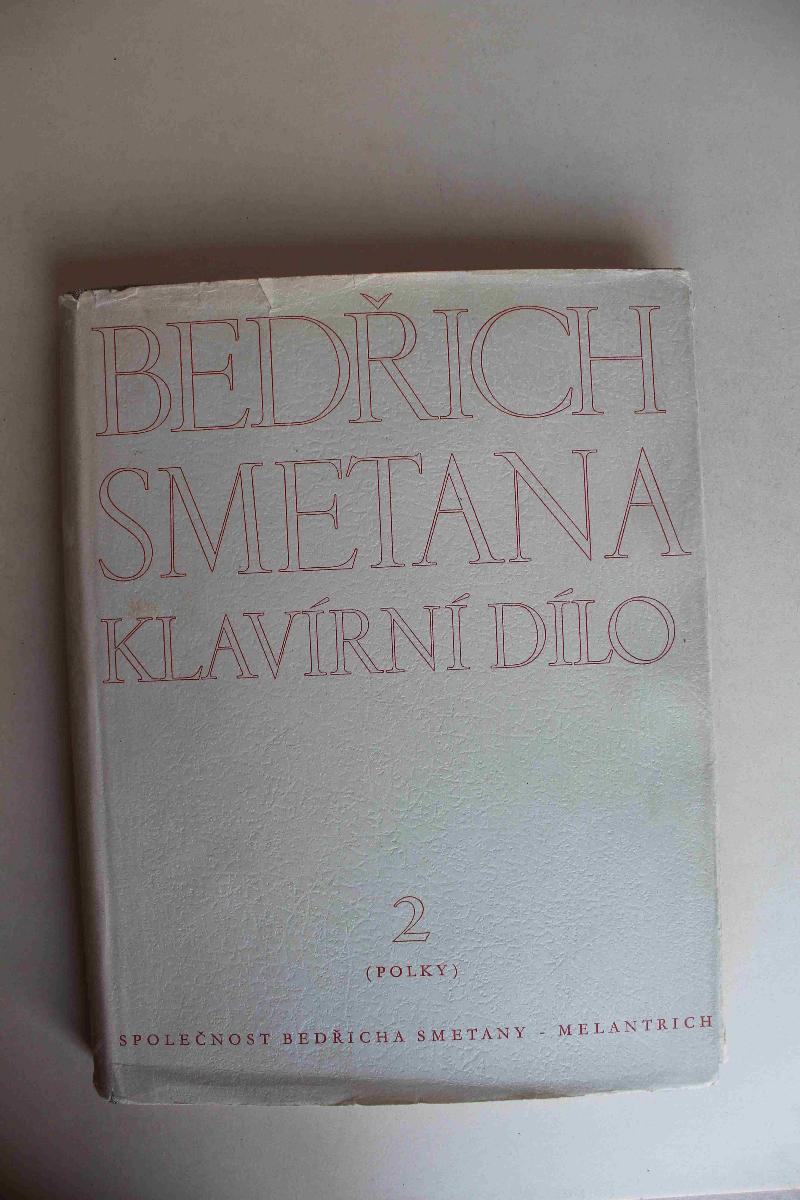 BEDŘICH
SMETANA
KLAVÍRNÍ DÍLO
2
(POLKY)
SPOLEČNOST BEDŘICHA SMETANY - MELANTRICH